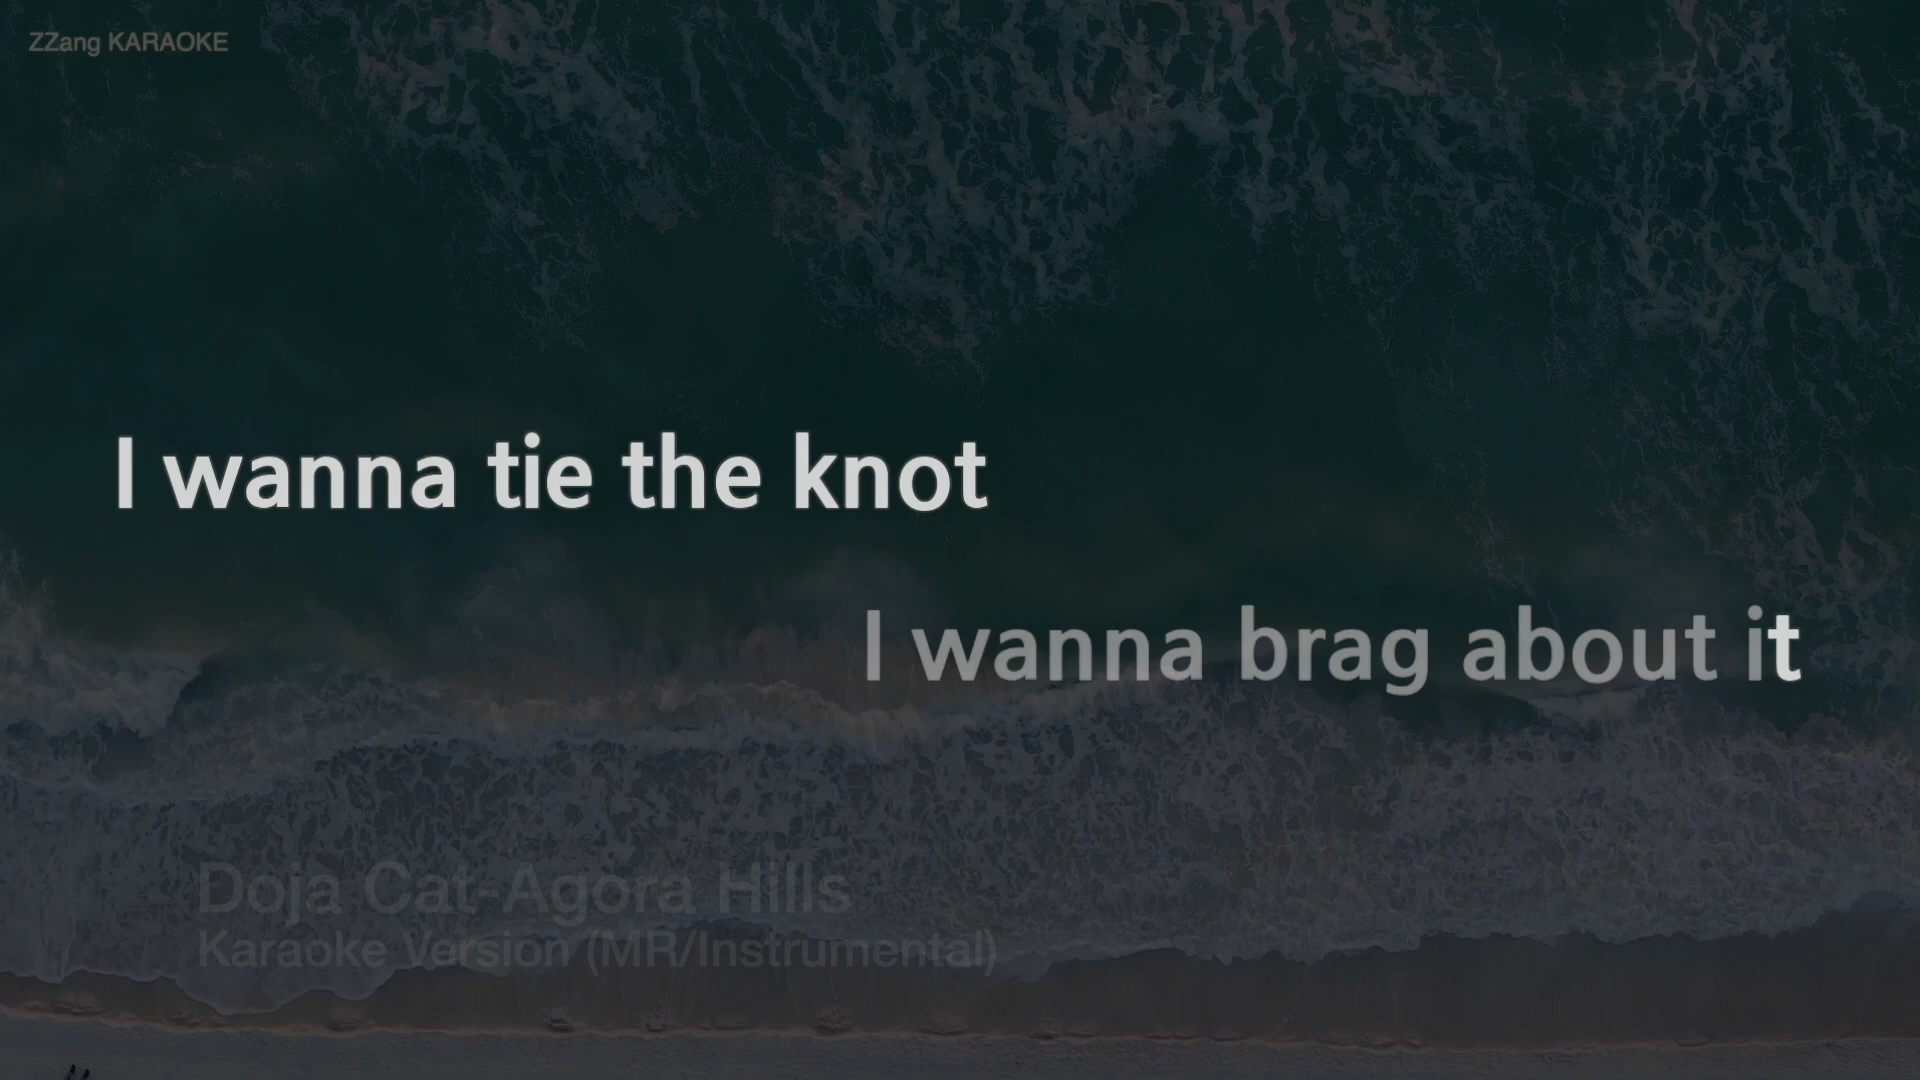 ZZang KARAOKE
I wanna tie the knot
I wanna brag about it
Doja Cat-Agora Hills
Karaoke Version (MR/Instrumental)